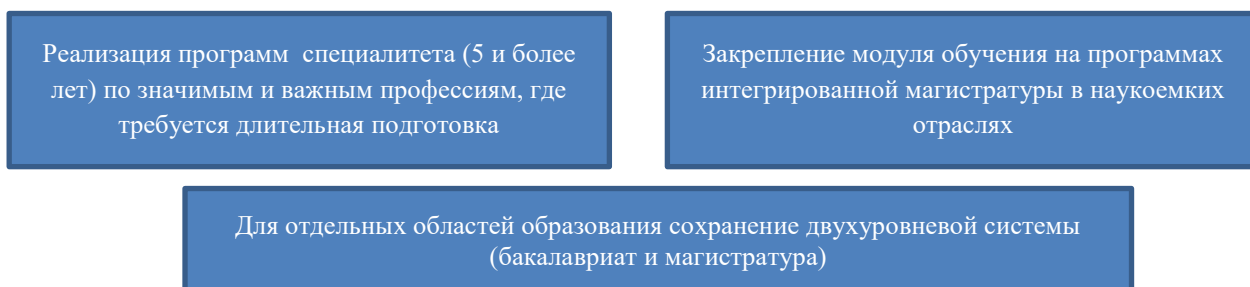 Реализация программ специалитета (5 и более
лет) по значимым и важным профессиям, где
требуется длительная подготовка
Закрепление модуля обучения на программах
интегрированной магистратуры в наукоемких
отраслях
Для отдельных областей образования сохранение двухуровневой системы
(бакалавриат и магистратура)